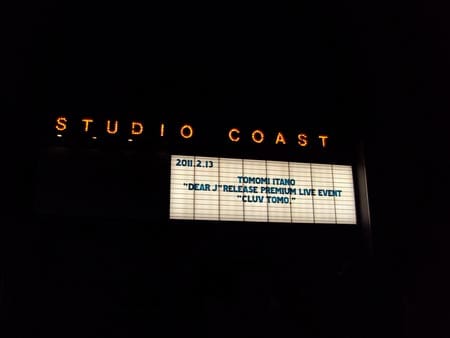 STUDIO COAST
2011.2.13
TOMOMI ITANO
"DEAR J"RELEASE PREMIUM LIVE EVENT
"CLUV TOMO."